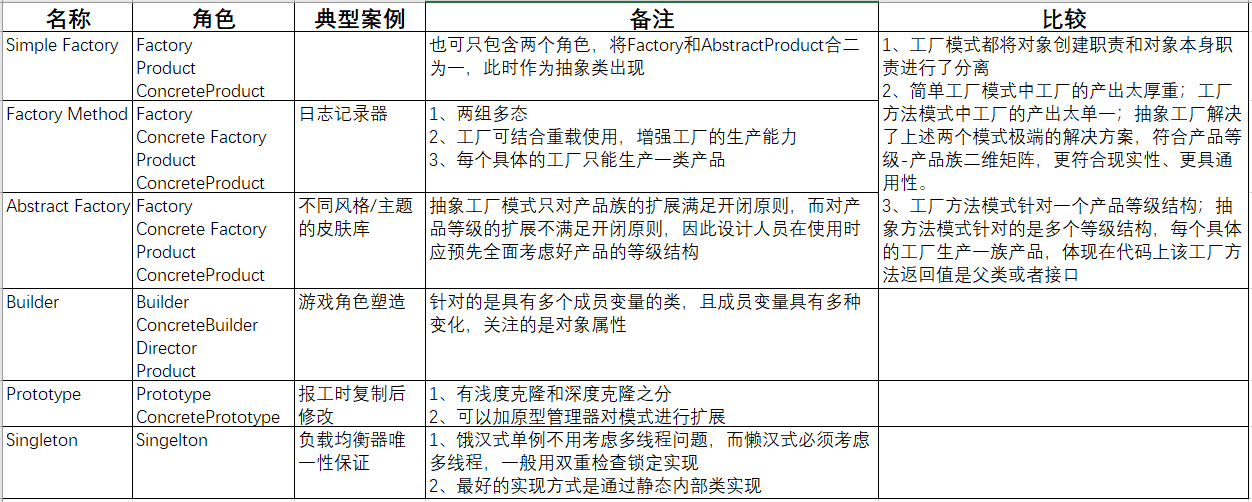 名称
角色
典型案例
备注
比较
Simple Factory
Factory
Product
ConcreteProduct
也可只包含两个角色，将Factory和AbstractProduct合二
为一，此时作为抽象类出现
1、工厂模式都将对象创建职责和对象本身职
责进行了分离
2、简单工厂模式中工厂的产出太厚重；工厂
方法模式中工厂的产出太单一；抽象工厂解决
了上述两个模式极端的解决方案，符合产品等
级-产品族二维矩阵，更符合现实性、更具通
用性。
3、工厂方法模式针对一个产品等级结构；抽
象方法模式针对的是多个等级结构，每个具体
的工厂生产一族产品，体现在代码上该工厂方
法返回值是父类或者接口
Factory Method
Factory
Concrete Factory
Product
ConcreteProduct
日志记录器
1、两组多态
2、工厂可结合重载使用，增强工厂的生产能力
3、每个具体的工厂只能生产一类产品
Abstract Factory
Factory
Concrete Factory
Product
ConcreteProduct
不同风格/主题
的皮肤库
抽象工厂模式只对产品族的扩展满足开闭原则，而对产
品等级的扩展不满足开闭原则，因此设计人员在使用时
应预先全面考虑好产品的等级结构
Builder
Builder
ConcreteBuilder
Director
Product
游戏角色塑造
针对的是具有多个成员变量的类，且成员变量具有多种
变化，关注的是对象属性
Prototype
Prototype
ConcretePrototype
报工时复制后
修改
1、有浅度克隆和深度克隆之分
2、可以加原型管理器对模式进行扩展
Singleton
Singelton
负载均衡器唯
一性保证
1、饿汉式单例不用考虑多线程问题，而懒汉式必须考虑
多线程，一般用双重检查锁定实现
2、最好的实现方式是通过静态内部类实现